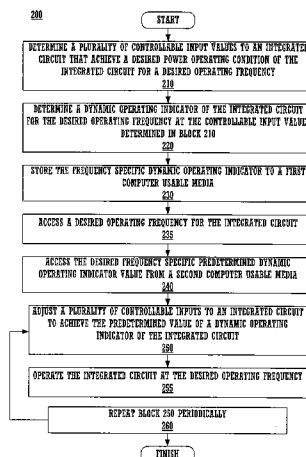 200
START
DETERMINE A PLURALITY OF CONTROLLABLE INPUT VALUES TO AN INTEGRATED
CIRCUIT THAT ACHIEVE A DESIRED POWER OPERATING CONDITION OF THE
INTEGRATED CIRCUIT FOR A DESIRED OPERATING FREQUENCY
210
DETERMINE A DYNAMIC OPERATING INDICATOR OF THE INTEGRATED CIRCUIT
FOR THE DESIRED OPERATING FREQUENCY AT THE CONTROLLABLE INPUT VALUE
DETERMINED IN BLOCK 210
220
STORE THE FREQUENCY SPECIFIC DYNAMIC OPERATING INDICATOR TO A FIRST
COMPUTER USABLE MEDIA
230
ACCESS A DESIRED OPERATING FREQUENCY FOR THE INTEGRATED CIRCUIT
235
ACCESS THE DESIRED FREQUENCY SPECIFIC PREDETERMINED DYNAMIC
OPERATING INDICATOR VALUE FROM A SECOND COMPUTER USABLE MEDIA
240
ADJUST A PLURALITY OF CONTROLLABLE INPUTS TO AN INTEGRATED CIRCUIT
TO ACHIEVE THE PREDETERMINED VALUE OF A DYNAMIC OPERATING
INDICATOR OF THE INTEGRATED CIRCUIT
250
OPERATE THE INTEGRATED CIRCUIT AT THE DESIRED OPERATING FREQUENCY
255
REPEAT BLOCK 250 PERIODICALLY
260
FINISH